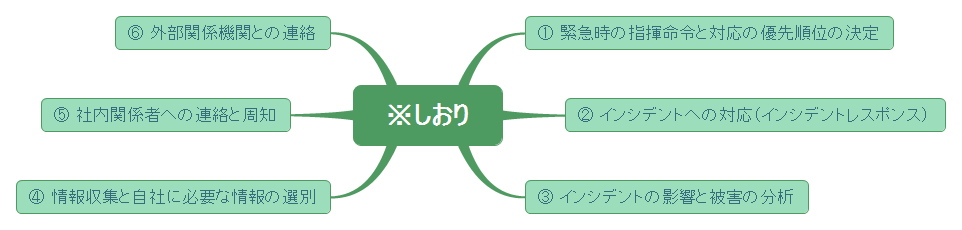 ⑥ 外部関係機関との連絡
① 緊急時の指揮命令と対応の優先順位の決定
※しおり
⑤ 社内関係者への連絡と周知
② インシデントへの対応(インシデントレスポンス)
④ 情報収集と自社に必要な情報の選別
③ インシデントの影響と被害の分析